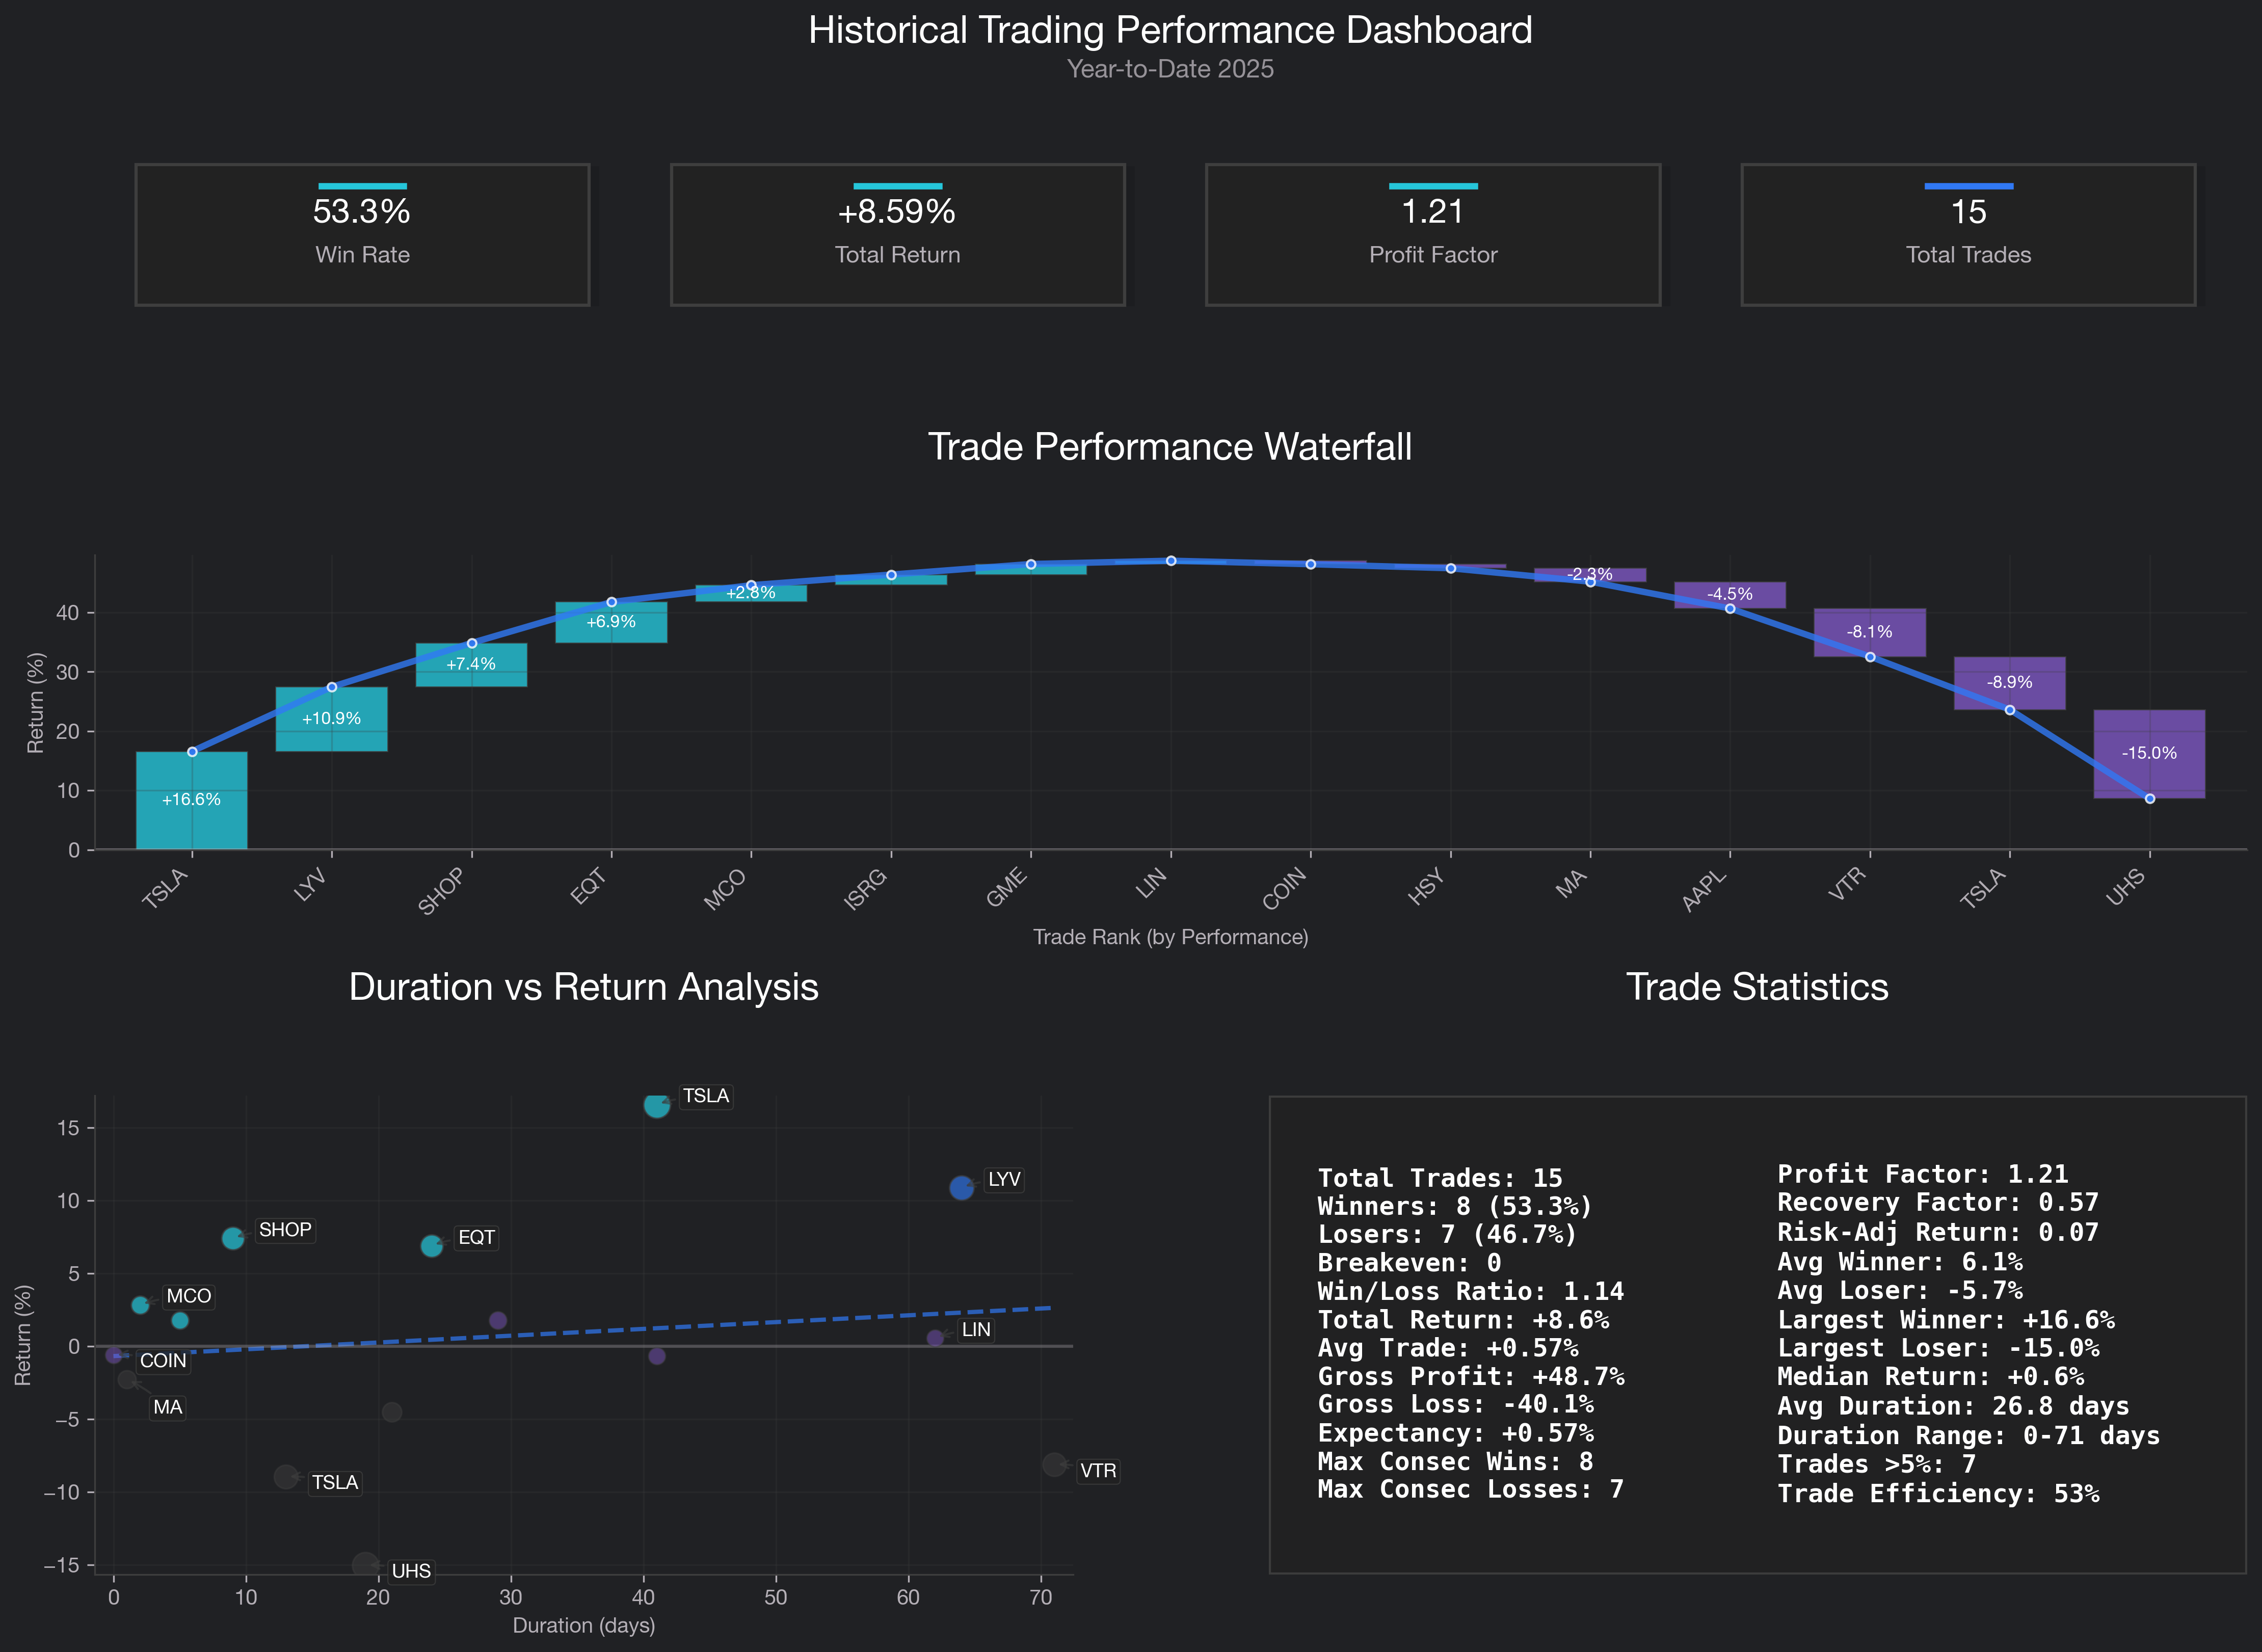 Historical Trading Performance Dashboard
Year-to-Date 2025
53.3%
Win Rate
+8.59%
Total Return
1.21
Profit Factor
15
Total Trades
Trade Performance Waterfall
Return (%)
40
30
20
10
0
+16.6%
+10.9%
+7.4%
+6.9%
+2.8%
-2.3%
-4.5%
-8.1%
-8.9%
-15.0%
TSLA
LYV
SHOP
EQT
MCO
ISRG
GME
LIN
COIN
HSY
MA
AAPL
VTR
TSLA
UHS
Trade Rank (by Performance)
Duration vs Return Analysis
Return (%)
15
10
5
0
−5
−10
−15
TSLA
LYV
SHOP
EQT
MCO
LIN
COIN
MA
TSLA
VTR
UHS
0 10 20 30 40 50 60 70
Duration (days)
Trade Statistics
Total Trades: 15
Winners: 8 (53.3%)
Losers: 7 (46.7%)
Breakeven: 0
Win/Loss Ratio: 1.14
Total Return: +8.6%
Avg Trade: +0.57%
Gross Profit: +48.7%
Gross Loss: -40.1%
Expectancy: +0.57%
Max Consec Wins: 8
Max Consec Losses: 7
Profit Factor: 1.21
Recovery Factor: 0.57
Risk-Adj Return: 0.07
Avg Winner: 6.1%
Avg Loser: -5.7%
Largest Winner: +16.6%
Largest Loser: -15.0%
Median Return: +0.6%
Avg Duration: 26.8 days
Duration Range: 0-71 days
Trades >5%: 7
Trade Efficiency: 53%